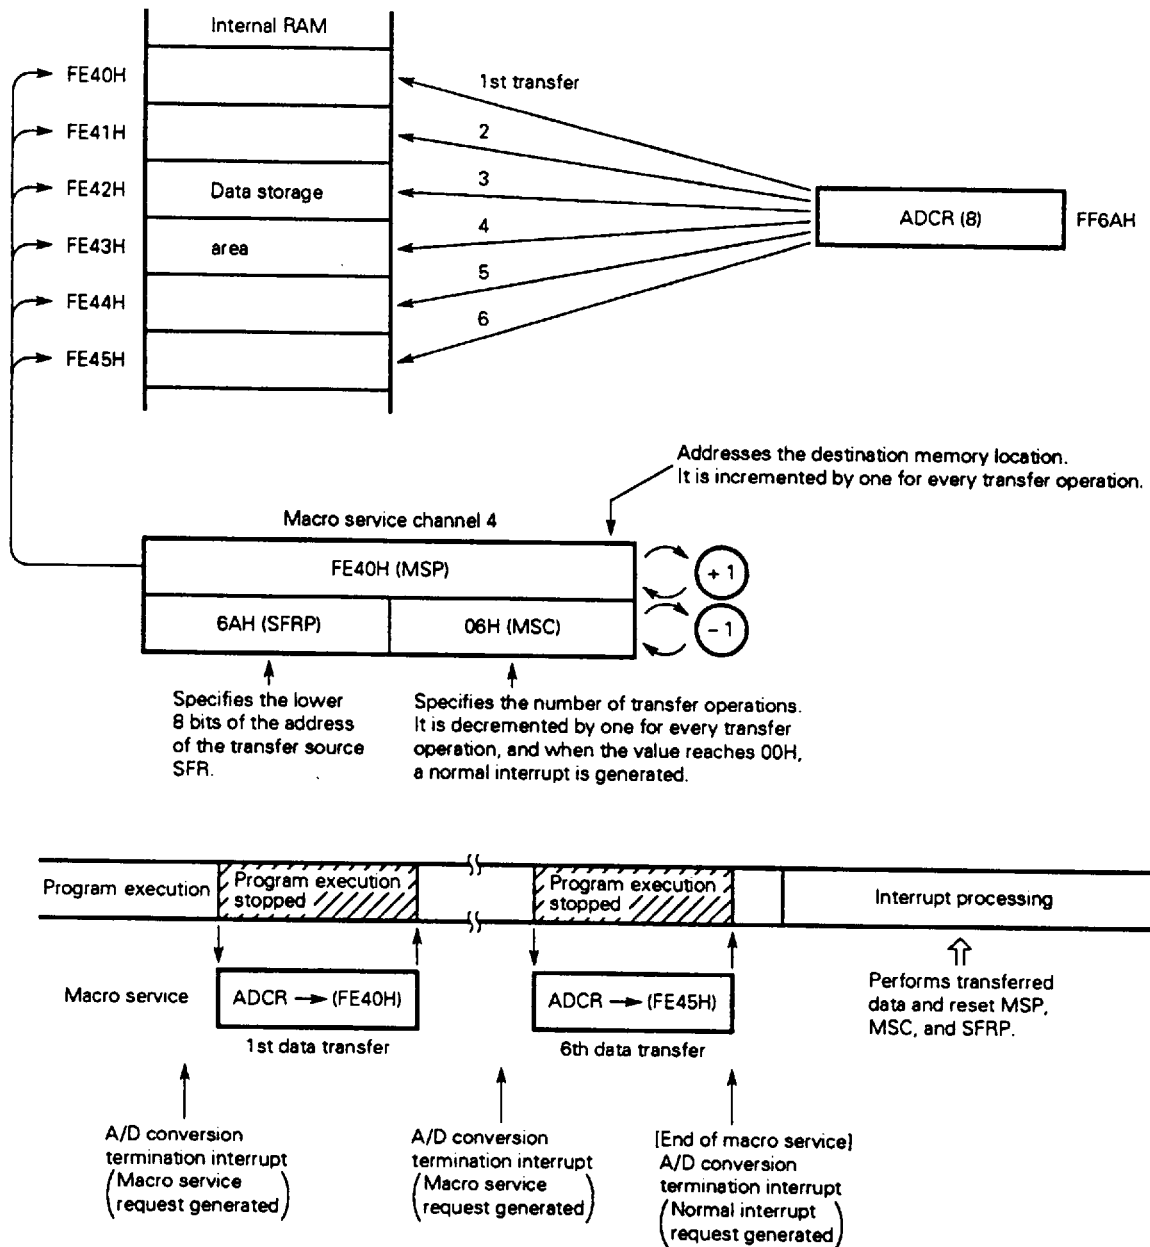 Internal RAM
FE40H
1st transfer
FE41H
2
FE42H
Data storage
3
ADCR (8)
FF6AH
FE43H
area
4
FE44H
5
FE45H
6
Addresses the destination memory location.
It is incremented by one for every transfer operation.
Macro service channel 4
FE40H (MSP)
+ 1
6AH (SFRP)
06H (MSC)
- 1
Specifies the lower
8 bits of the address
of the transfer source
SFR.
Specifies the number of transfer operations.
It is decremented by one for every transfer
operation, and when the value reaches 00H,
a normal interrupt is generated.
Program execution
Program execution
stopped
Program execution
stopped
Interrupt processing
Macro service
ADCR → (FE40H)
1st data transfer
ADCR → (FE45H)
6th data transfer
Performs transferred
data and reset MSP,
MSC, and SFRP.
A/D conversion
termination interrupt
(Macro service
request generated)
A/D conversion
termination interrupt
(Macro service
request generated)
[End of macro service]
A/D conversion
termination interrupt
(Normal interrupt
request generated)